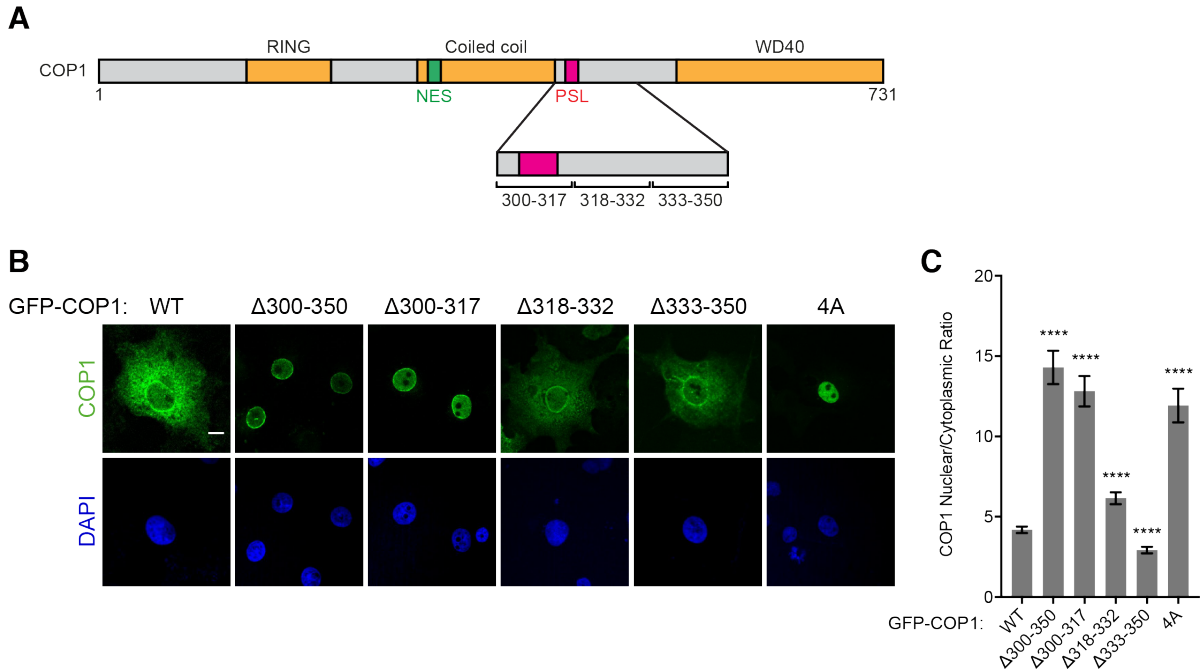 A
RING Coiled coil WD40
COP1
NES PSL
1 731
300-317 318-332 333-350
B
GFP-COP1: WT Δ300-350 Δ300-317 Δ318-332 Δ333-350 4A
COP1
DAPI
C
COP1 Nuclear/Cytoplasmic Ratio
20
15
10
5
0
**** **** **** **** ****
GFP-COP1: WT Δ300-350 Δ300-317 Δ318-332 Δ333-350 4A